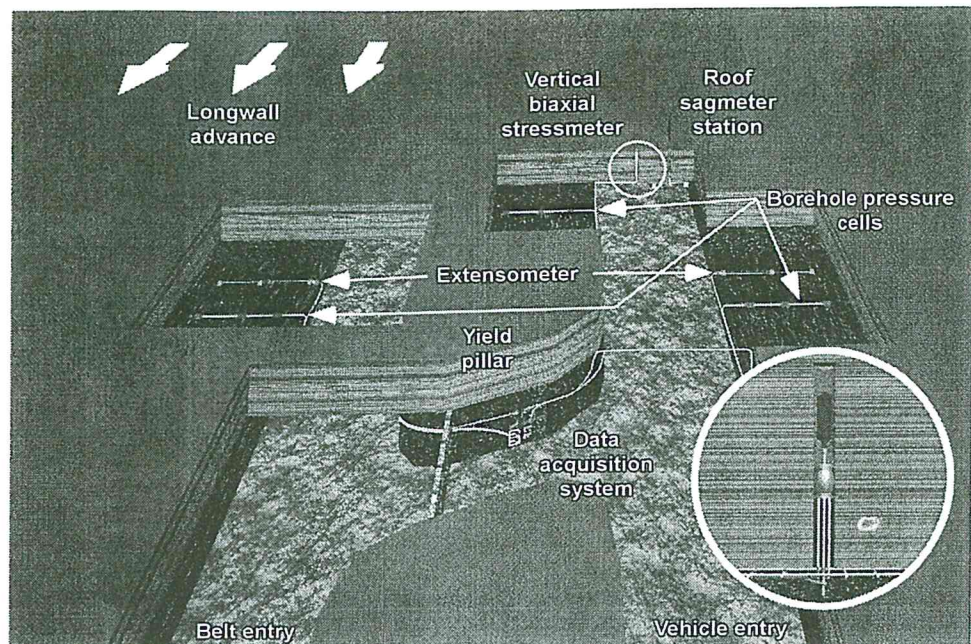 Longwall
advance
Vertical
biaxial
stressmeter
Roof
sagmeter
station
Borehole pressure
cells
Extensometer
Yield
pillar
Data
acquisition
system
Belt entry
Vehicle entry